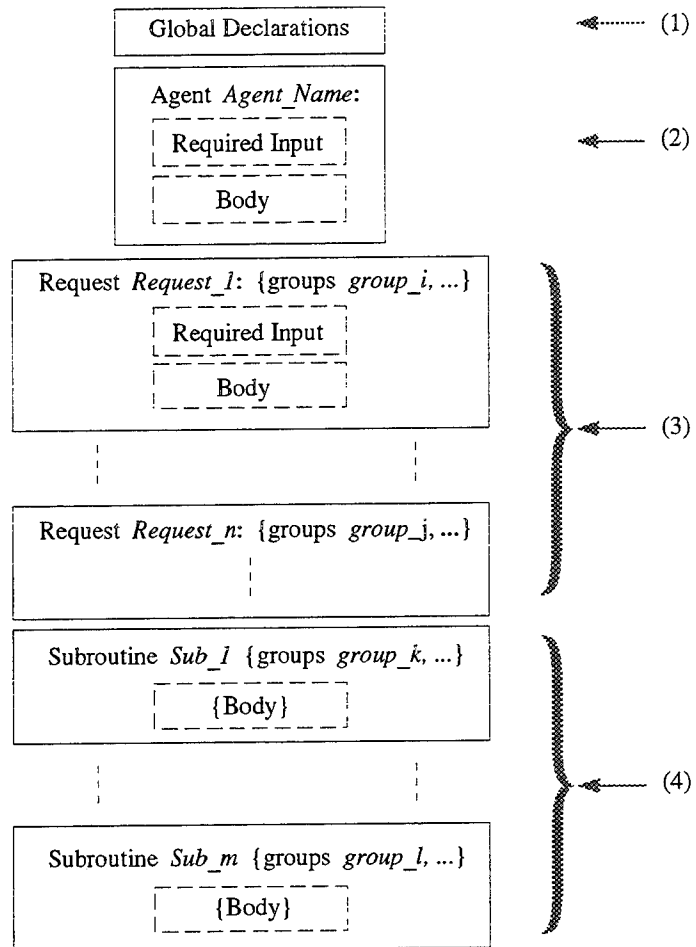 Global Declarations
(1)
Agent Agent_Name:
Required Input
(2)
Body
Request Request_1: {groups group_i, ...}
Required Input
Body
(3)
Request Request_n: {groups group_j, ...}
Subroutine Sub_1 {groups group_k, ...}
{Body}
(4)
Subroutine Sub_m {groups group_l, ...}
{Body}